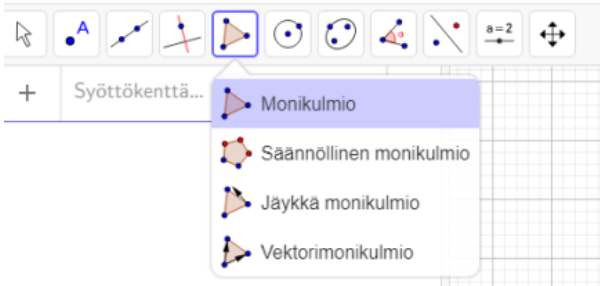 A
α
a=2
+ Syöttökenttä...
Monikulmio
Säännöllinen monikulmio
Jäykkä monikulmio
Vektorimonikulmio